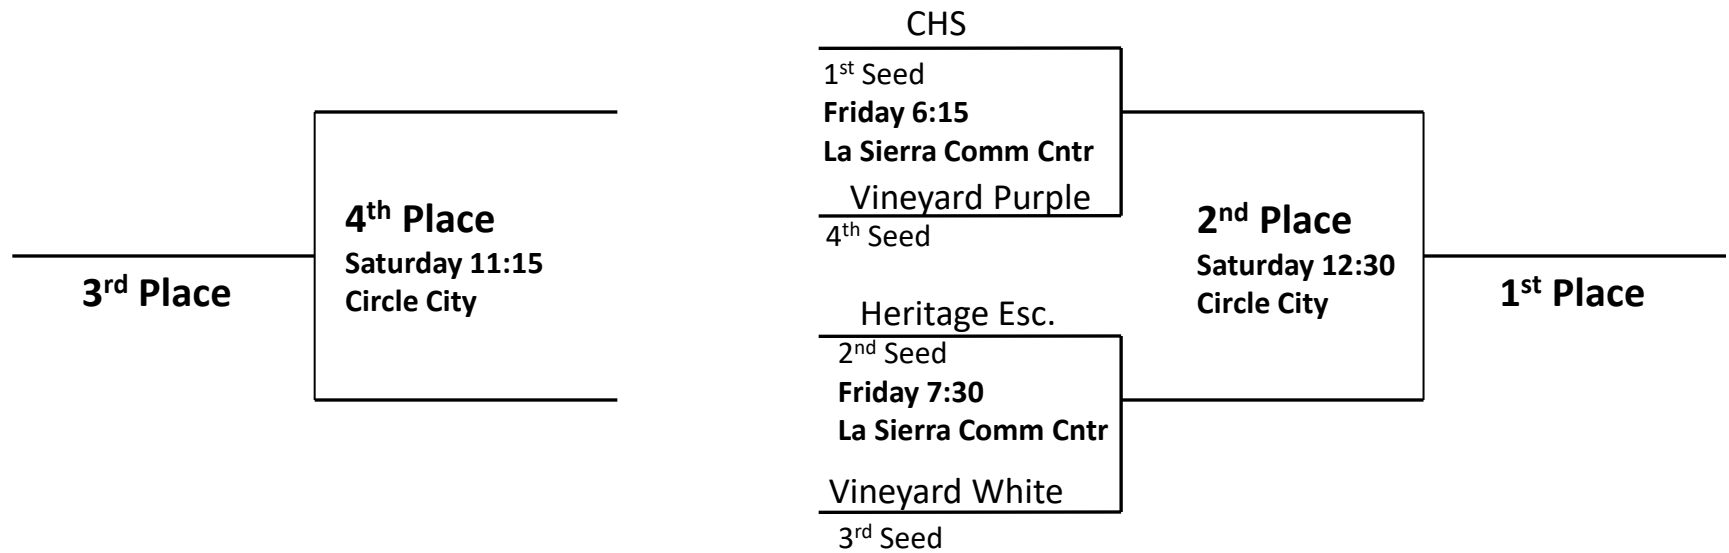 CHS
1st Seed
Friday 6:15
La Sierra Comm Cntr
Vineyard Purple
4th Seed
4th Place
Saturday 11:15
Circle City
3rd Place
2nd Place
Saturday 12:30
Circle City
1st Place
Heritage Esc.
2nd Seed
Friday 7:30
La Sierra Comm Cntr
Vineyard White
3rd Seed